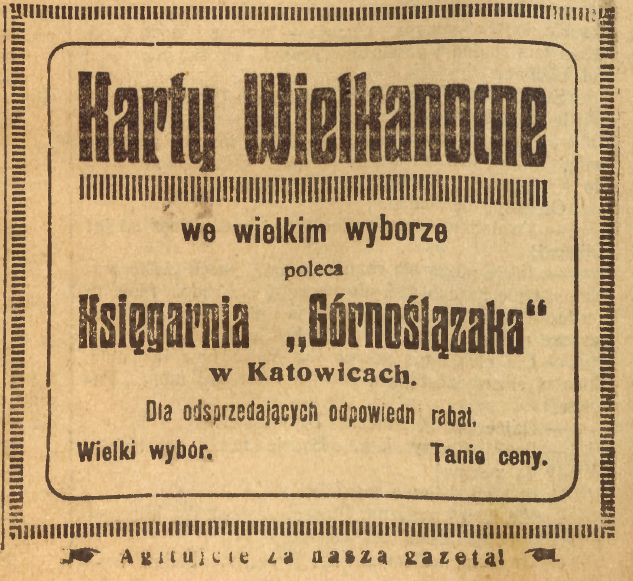 Karty Wielkanocne
we wielkim wyborze
poleca
Księgarnia „Górnoślązaka“
w Katowicach.
Dla odsprzedających odpowiedn rabat.
Wielki wybór.
Tanie ceny.
Agitujcie za naszą gazetą!